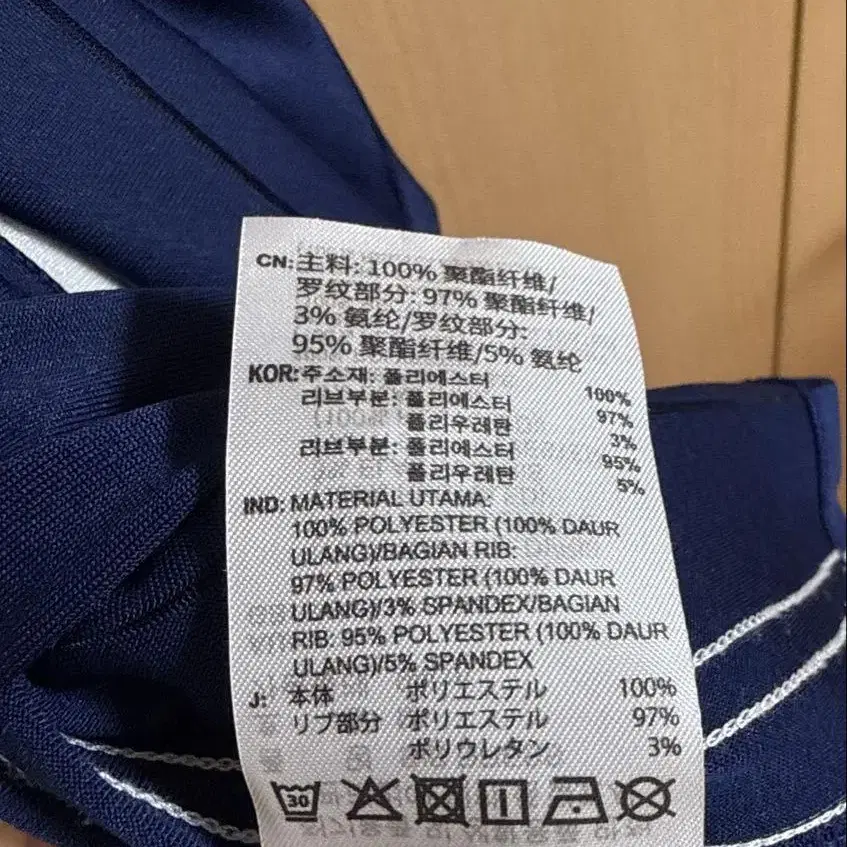 CN: 主料: 100% 聚酯纤维/
罗纹部分: 97% 聚酯纤维/
3% 氨纶/罗纹部分:
95% 聚酯纤维/5% 氨纶
KOR: 주소재: 폴리에스터 100%
리브부분: 폴리에스터 97%
폴리우레탄 3%
리브부분: 폴리에스터 95%
폴리우레탄 5%
IND: MATERIAL UTAMA:
100% POLYESTER (100% DAUR
ULANG)/BAGIAN RIB:
97% POLYESTER (100% DAUR
ULANG)/3% SPANDEX/BAGIAN
RIB: 95% POLYESTER (100% DAUR
ULANG)/5% SPANDEX
J: 本体 ポリエステル 100%
リブ部分 ポリエステル 97%
ポリウレタン 3%
30